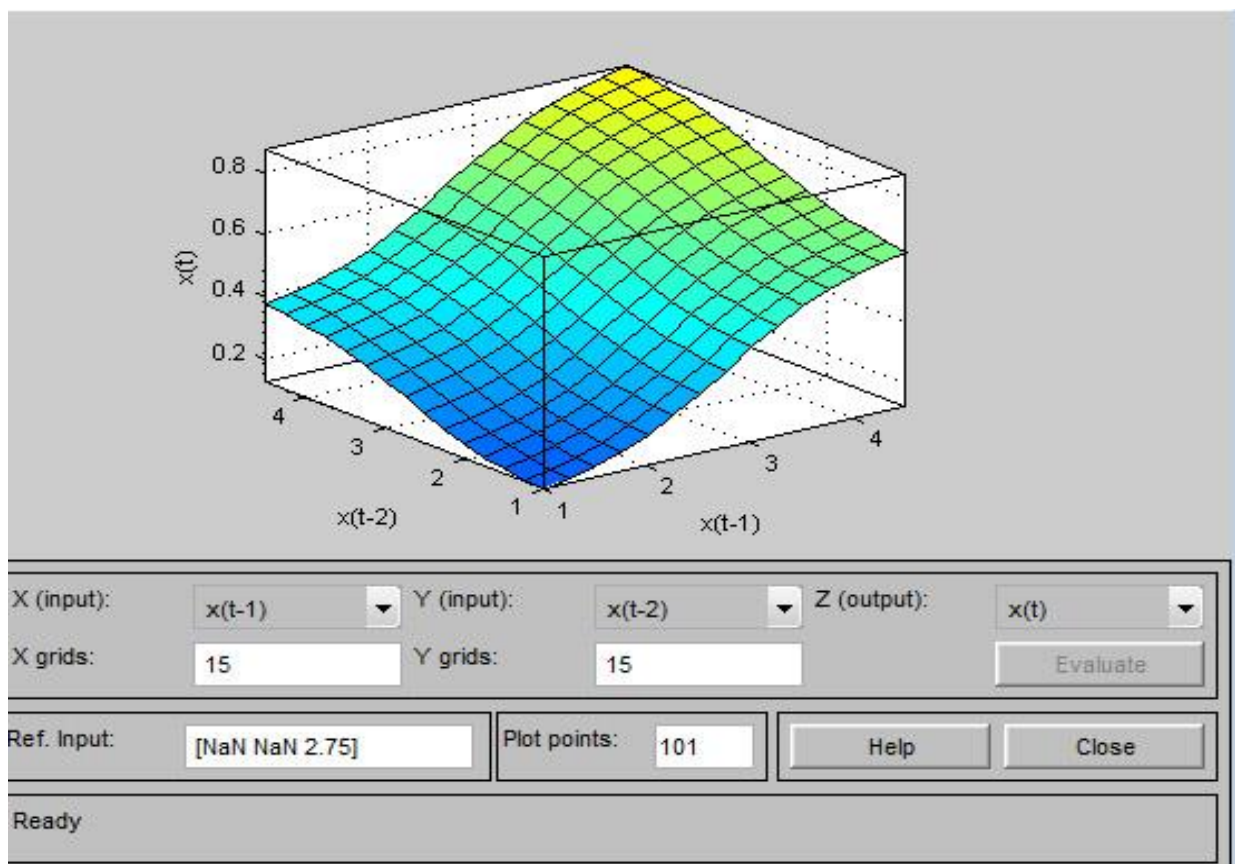 0.8
0.6
0.4
0.2
x(t)
4
3
2
1
x(t-2)
1
2
3
4
x(t-1)
X (input): x(t-1) Y (input): x(t-2) Z (output): x(t)
X grids: 15 Y grids: 15 Evaluate
Ref. Input: [NaN NaN 2.75] Plot points: 101 Help Close
Ready